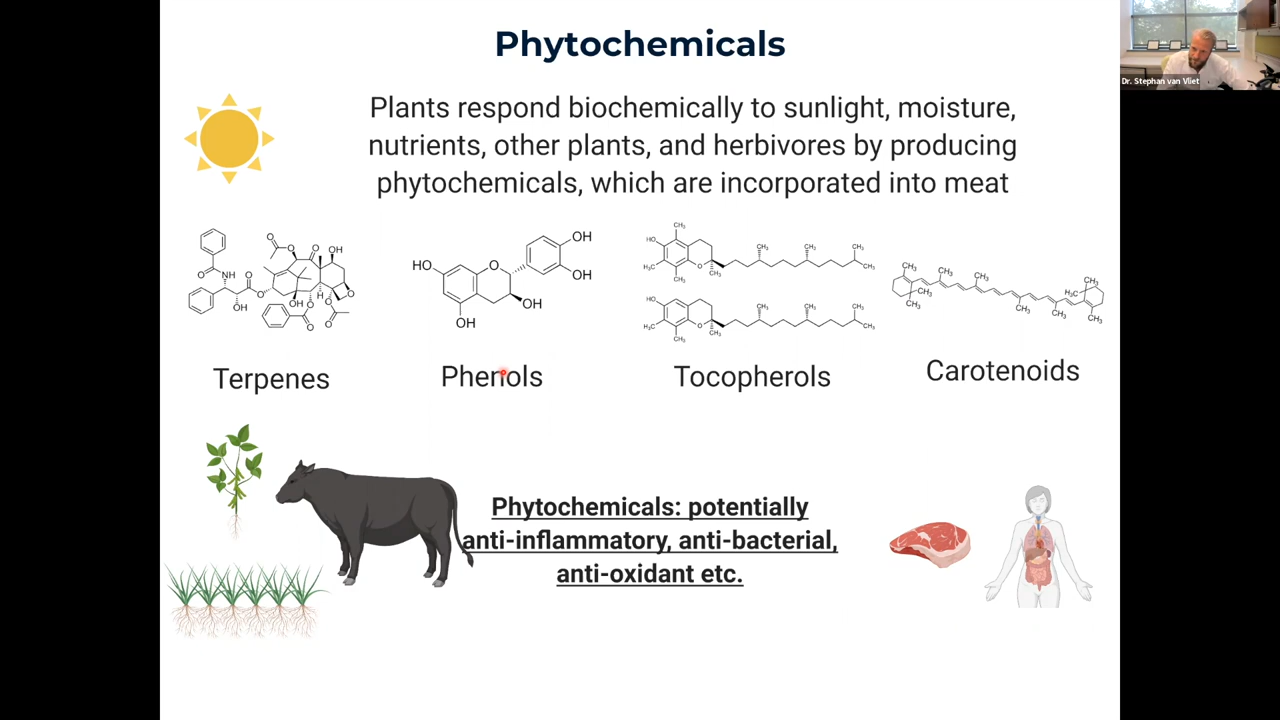 Phytochemicals
Dr. Stephan van Vliet
Plants respond biochemically to sunlight, moisture,
nutrients, other plants, and herbivores by producing
phytochemicals, which are incorporated into meat
Terpenes
Phenols
Tocopherols
Carotenoids
Phytochemicals: potentially
anti-inflammatory, anti-bacterial,
anti-oxidant etc.